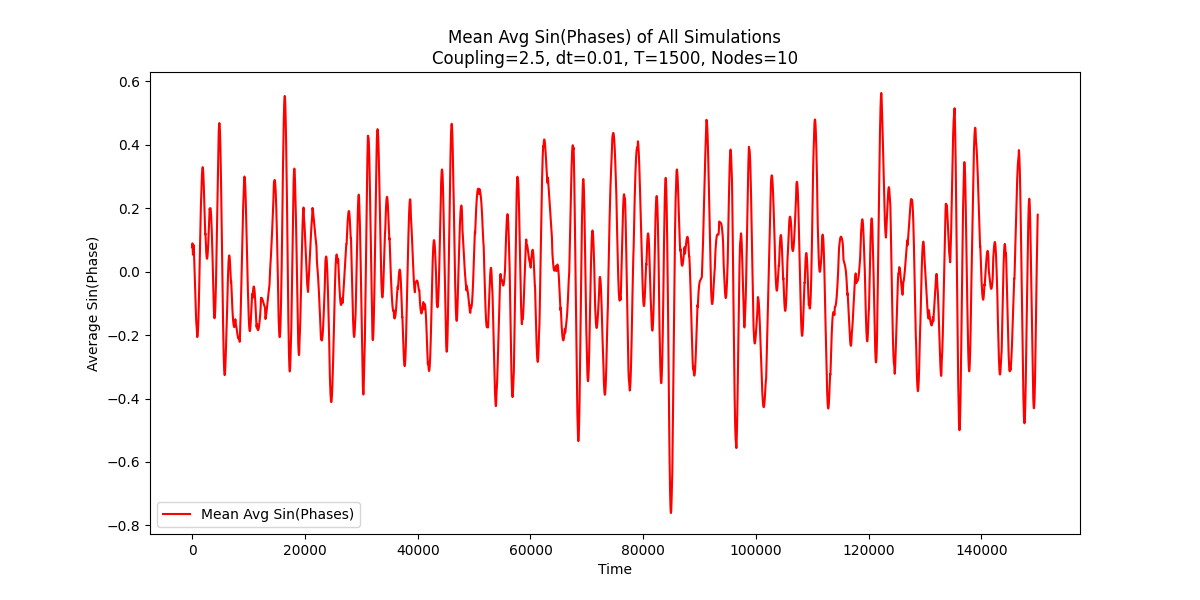 Mean Avg Sin(Phases) of All Simulations
Coupling=2.5, dt=0.01, T=1500, Nodes=10
0.6
0.4
0.2
0.0
−0.2
−0.4
−0.6
−0.8
Average Sin(Phase)
Mean Avg Sin(Phases)
0 20000 40000 60000 80000 100000 120000 140000
Time